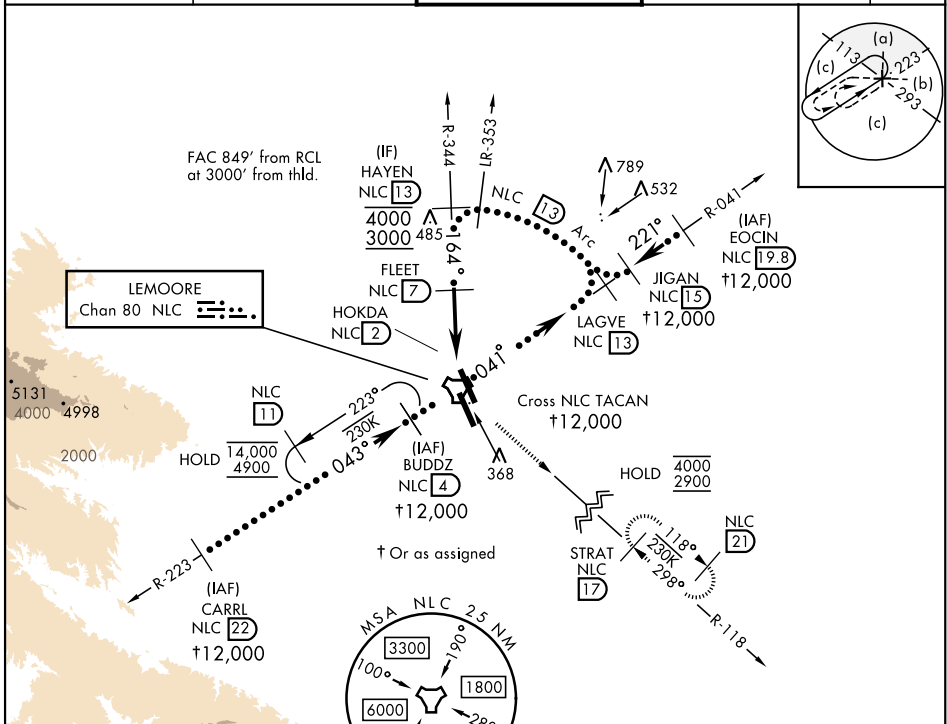 (a)
113
223
(c)
(b)
293
(c)
FAC 849' from RCL
at 3000' from thld.
(IF)
HAYEN
NLC 13
4000
3000
R-344
LR-353
485
164°
NLC 13 Arc
789
532
221°
R-041
(IAF)
EOCIN
NLC 19.8
†12,000
JIGAN
NLC 15
†12,000
LAGVE
NLC 13
FLEET
NLC 7
HOKDA
NLC 2
LEMOORE
Chan 80 NLC
041°
Cross NLC TACAN
†12,000
5131
4000
4998
2000
NLC
11
223°
230K
043°
HOLD 14,000
4900
(IAF)
BUDDZ
NLC 4
†12,000
368
HOLD 4000
2900
† Or as assigned
STRAT
NLC
17
118°
230K
298°
NLC
21
R-118
R-223
(IAF)
CARRL
NLC 22
†12,000
MSA NLC 25 NM
3300
190°
100°
1800
6000
280